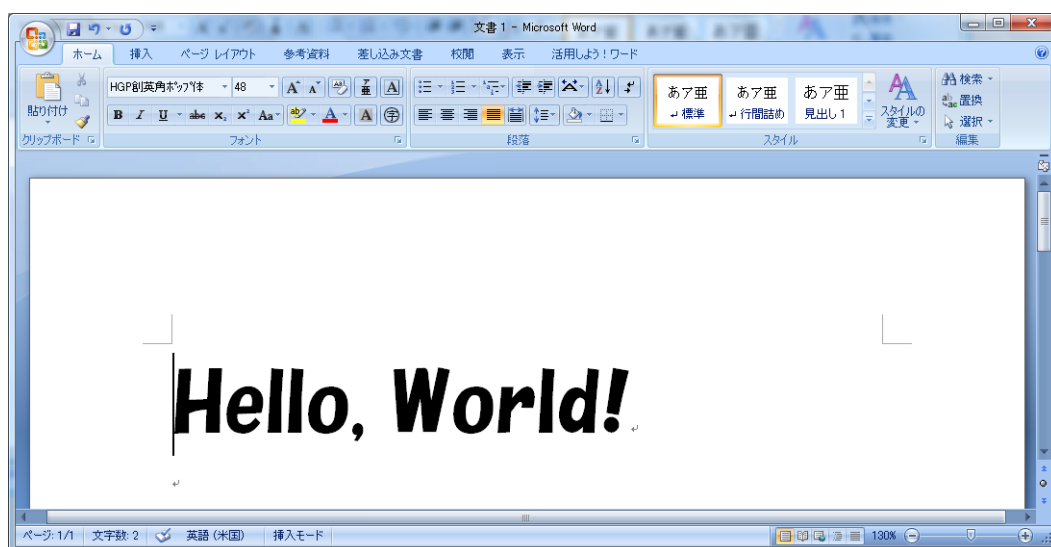 文書 1 - Microsoft Word
ホーム 挿入 ページ レイアウト 参考資料 差し込み文書 校閲 表示 活用しよう！ワード
HGP創英角ﾎﾟｯﾌﾟ体 48
貼り付け
B I U abc x₂ x² Aa A A
あア亜 あア亜 あア亜
標準 行間詰め 見出し 1
スタイルの変更
検索
置換
選択
クリップボード フォント 段落 スタイル 編集
Hello, World!
ページ: 1/1 文字数: 2 英語 (米国) 挿入モード 130%